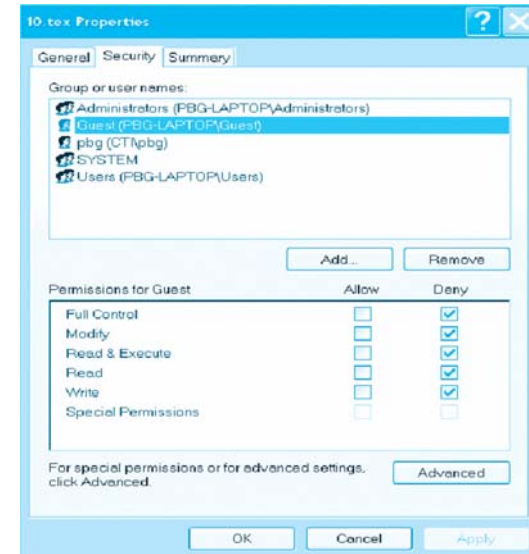 10.tex Properties
General Security Summary
Group or user names:
Administrators (PBG-LAPTOP\Administrators)
Guest (PBG-LAPTOP\Guest)
pbg (CTI\pbg)
SYSTEM
Users (PBG-LAPTOP\Users)
Add... Remove
Permissions for Guest Allow Deny
Full Control
Modify
Read & Execute
Read
Write
Special Permissions
For special permissions or for advanced settings,
click Advanced.
Advanced
OK Cancel Apply